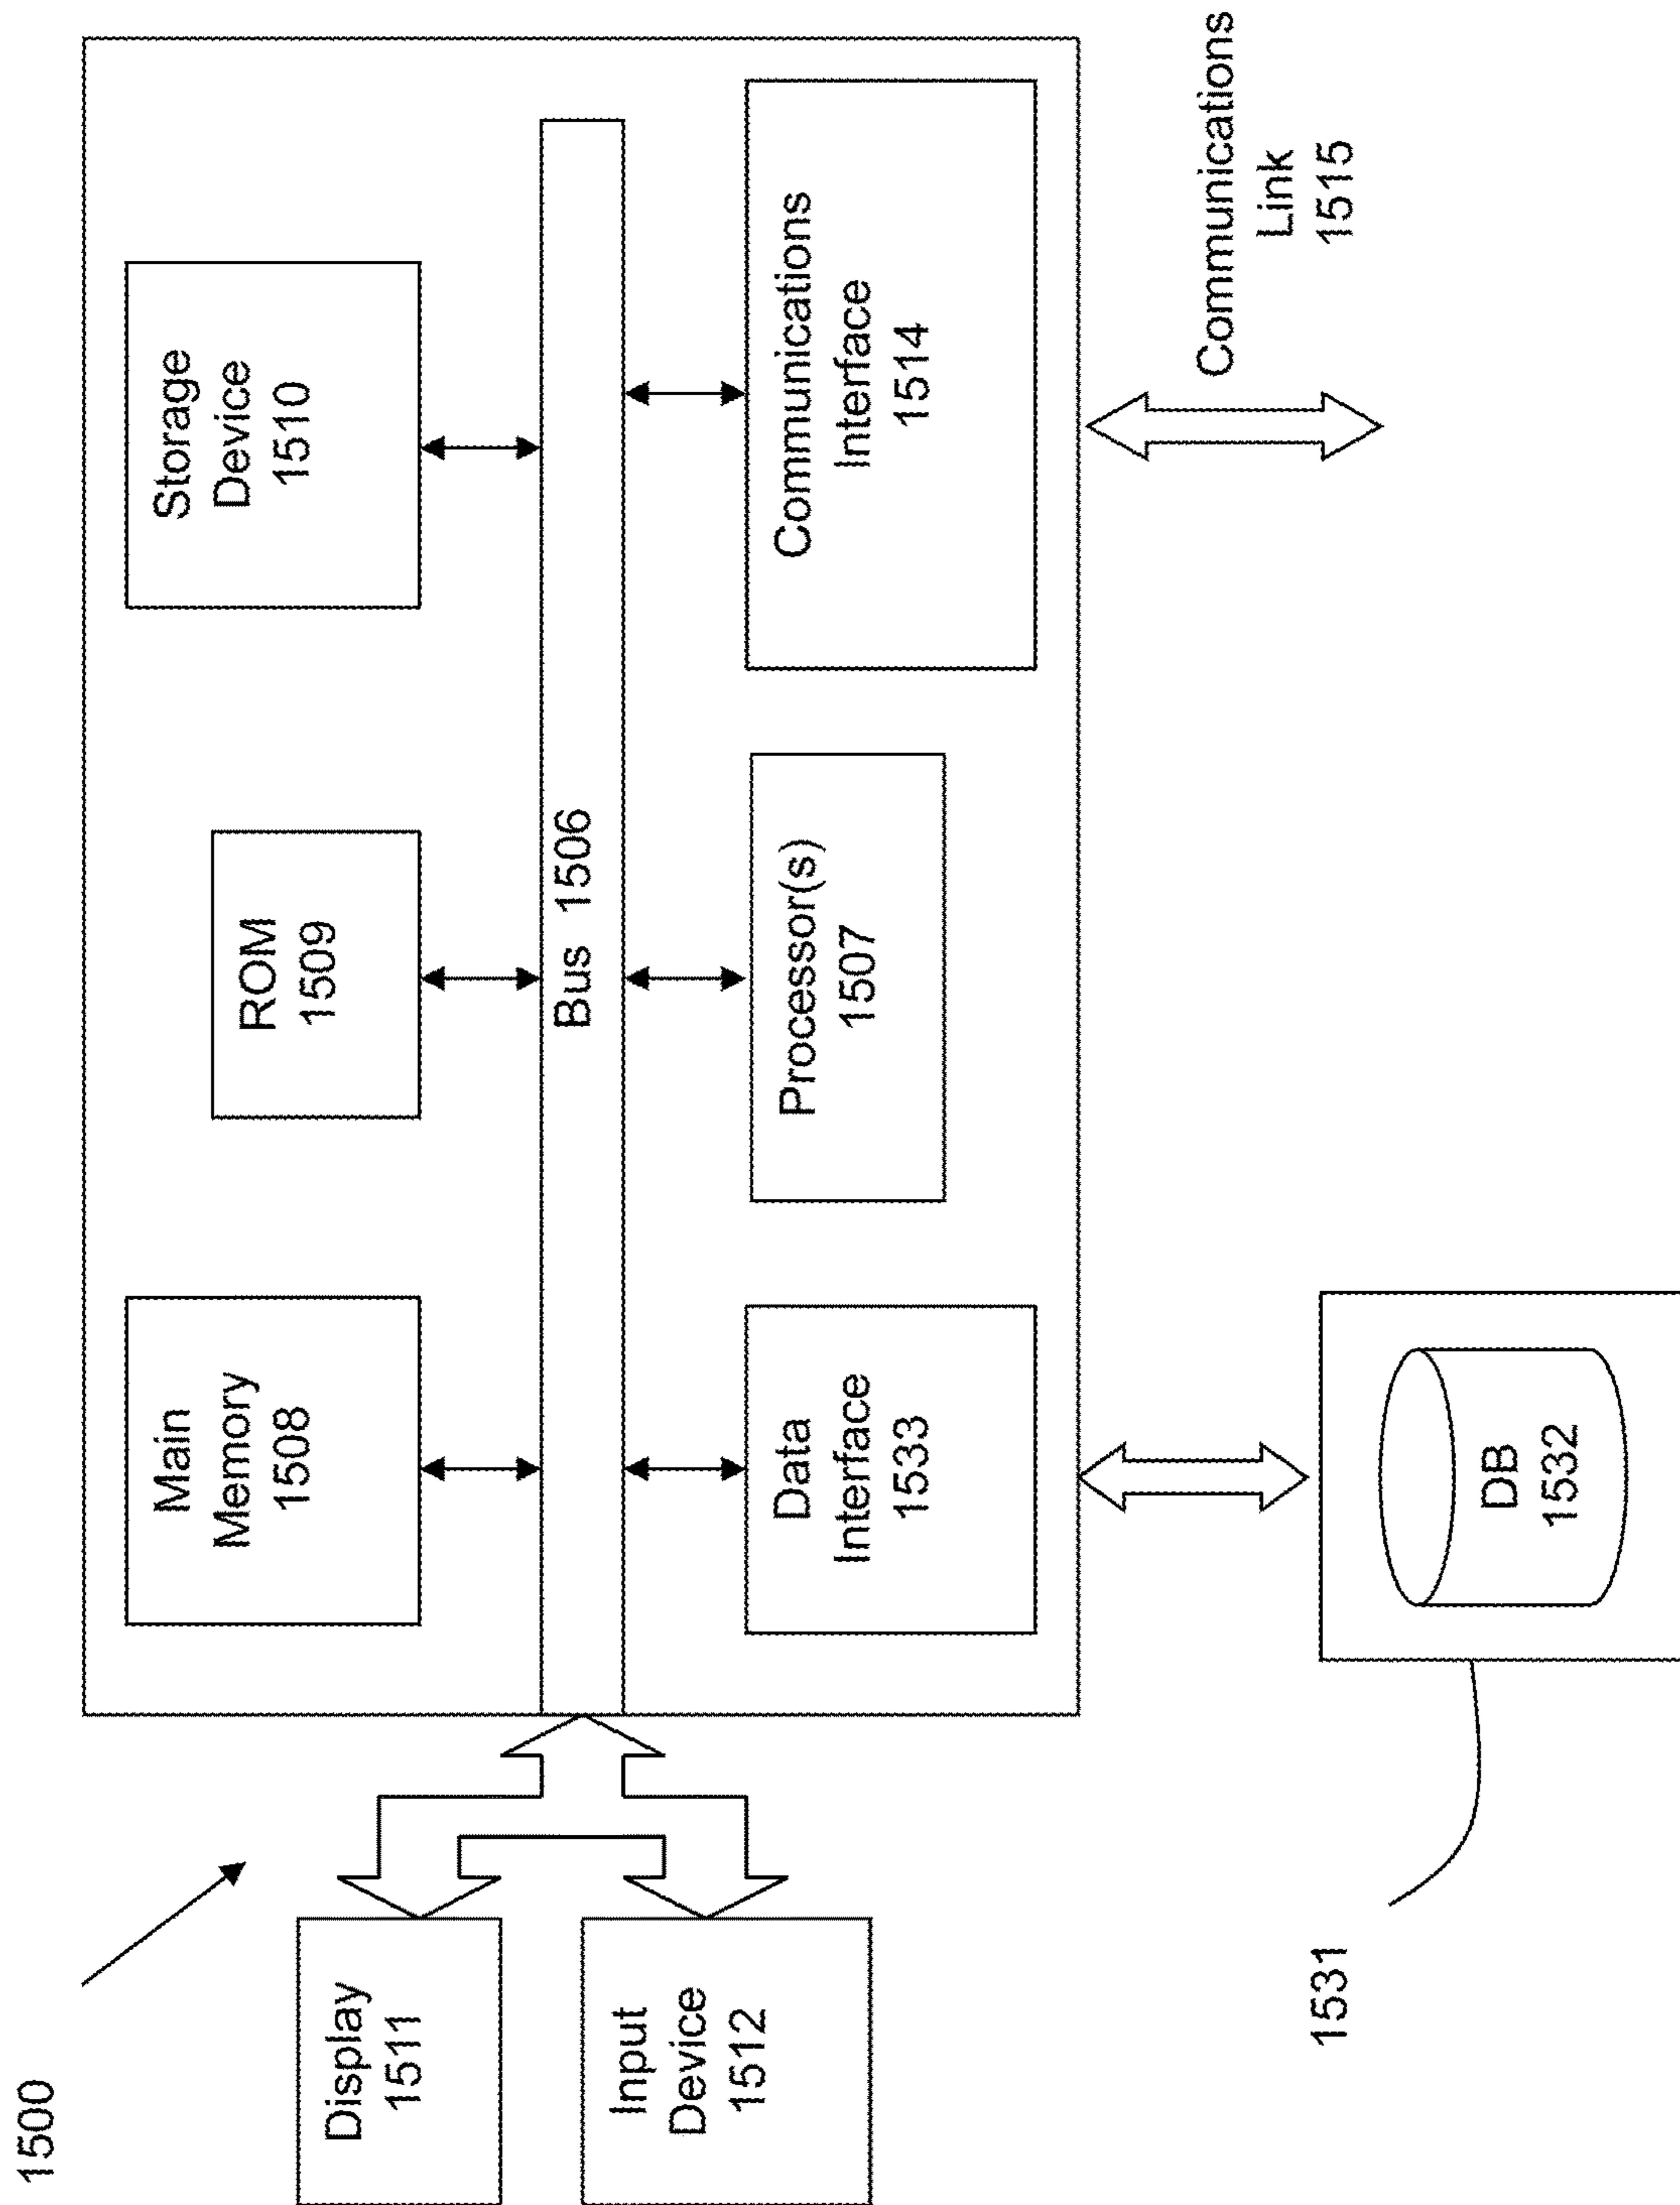 1500
Main
Memory
1508
ROM
1509
Storage
Device
1510
Display
1511
Bus 1506
Input
Device
1512
Data
Interface
1533
Processor(s)
1507
Communications
Interface
1514
1531
DB
1532
Communications
Link
1515